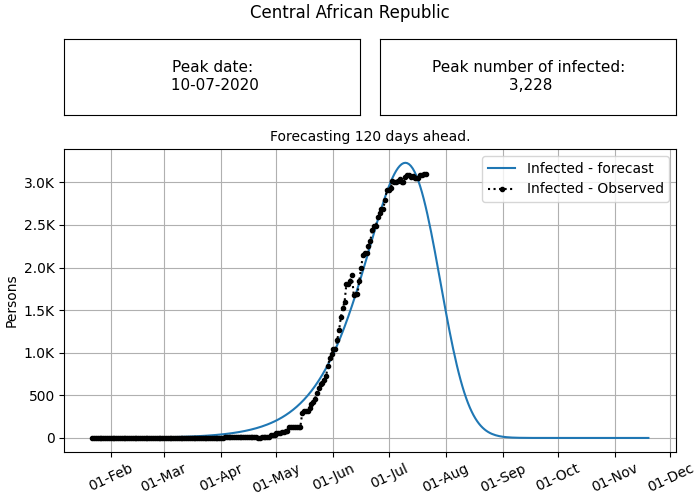 Central African Republic
Peak date:
10-07-2020
Peak number of infected:
3,228
Forecasting 120 days ahead.
Infected - forecast
Infected - Observed
Persons
3.0K
2.5K
2.0K
1.5K
1.0K
500
0
01-Feb
01-Mar
01-Apr
01-May
01-Jun
01-Jul
01-Aug
01-Sep
01-Oct
01-Nov
01-Dec